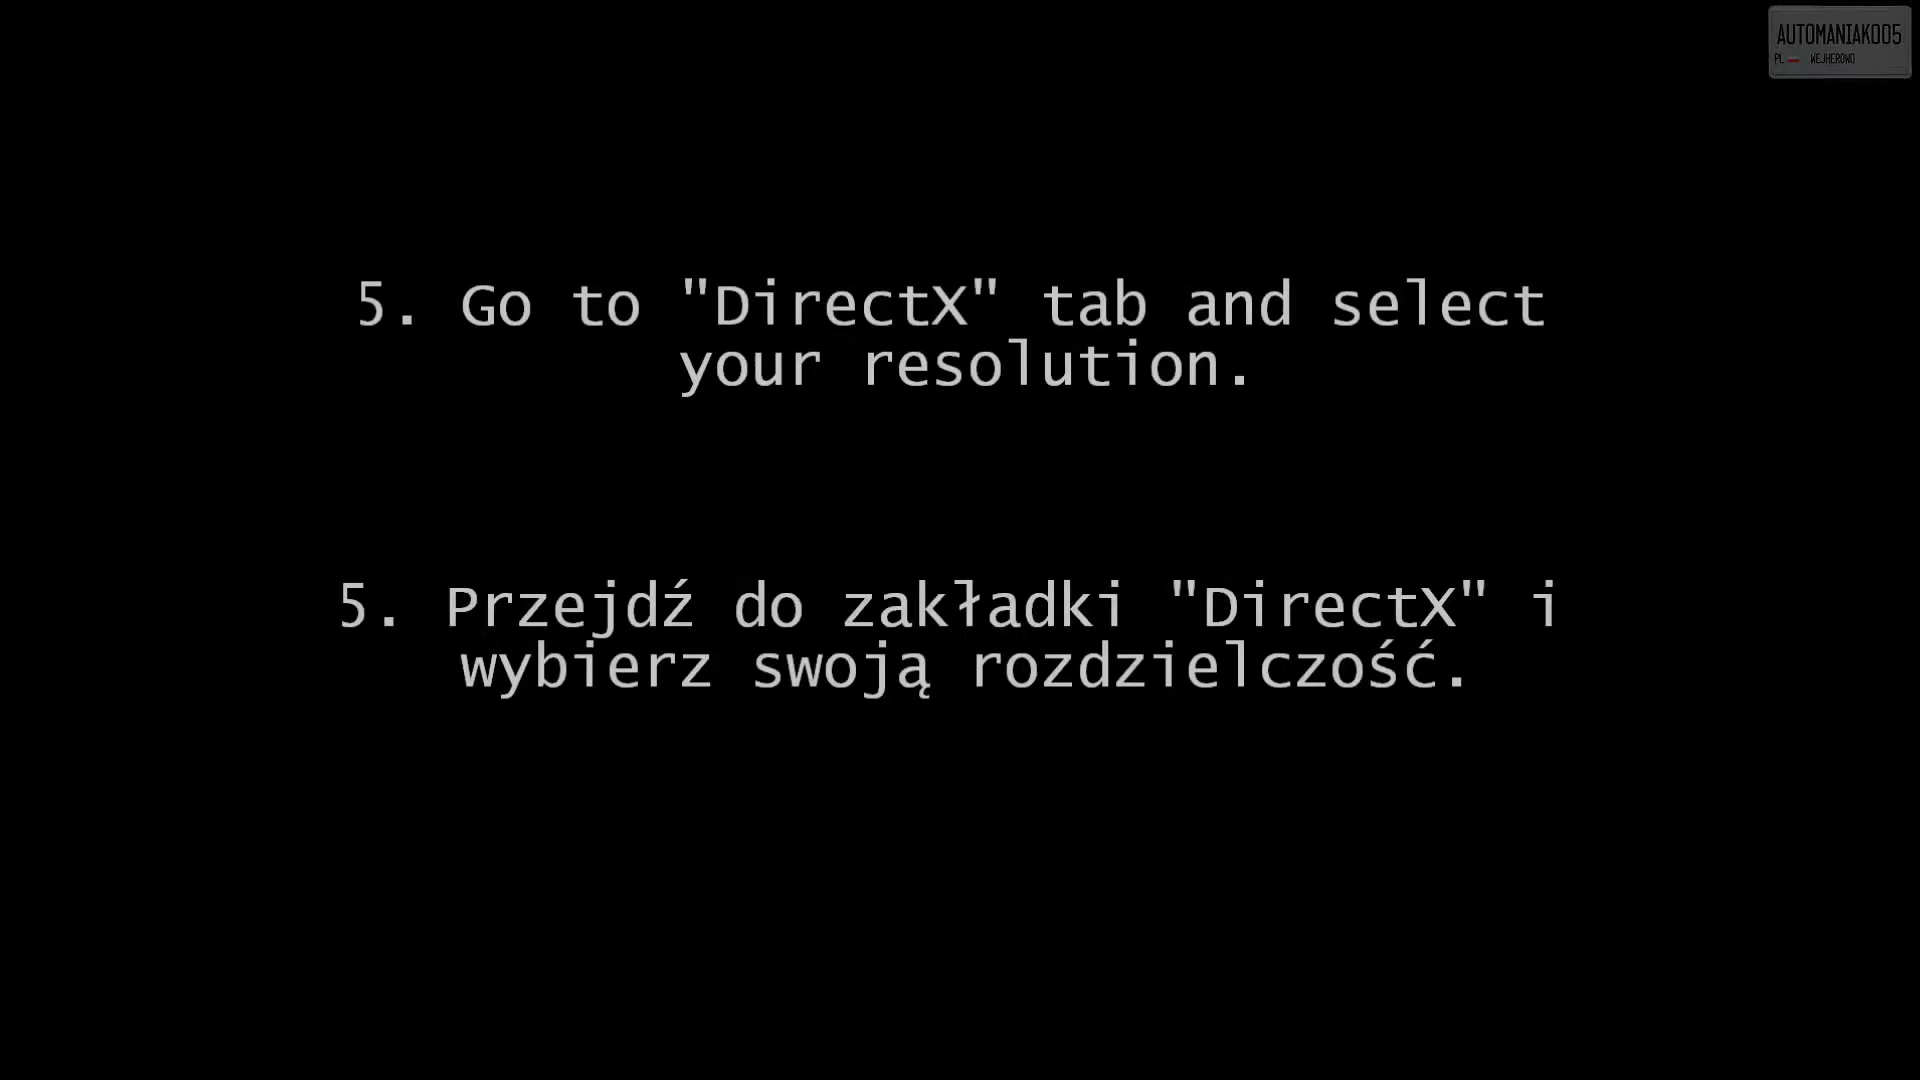 AUTOMANIAK005
PL WEJHEROWO
5. Go to "DirectX" tab and select
your resolution.
5. Przejdź do zakładki "DirectX" i
wybierz swoją rozdzielczość.